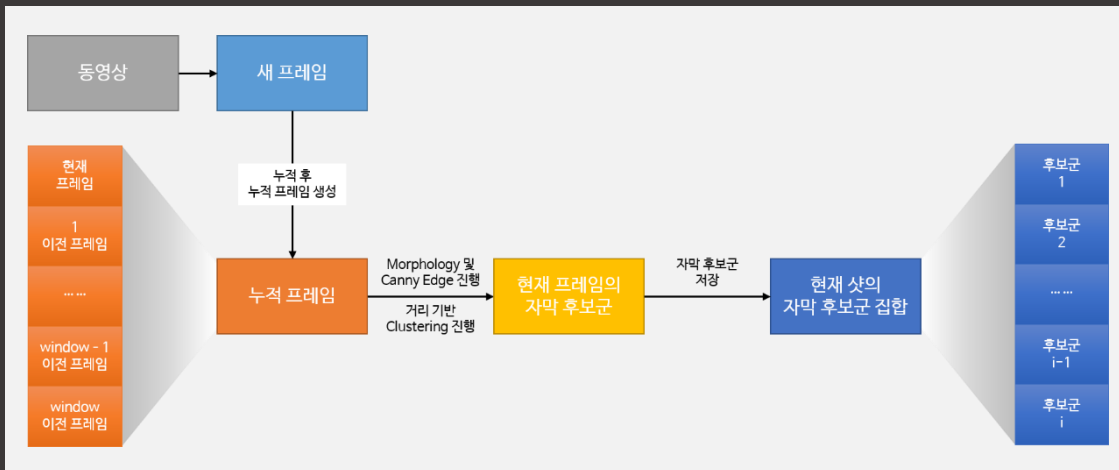 동영상
새 프레임
누적 후
누적 프레임 생성
현재
프레임
1
이전 프레임
... ...
window - 1
이전 프레임
window
이전 프레임
누적 프레임
Morphology 및
Canny Edge 진행
거리 기반
Clustering 진행
현재 프레임의
자막 후보군
자막 후보군
저장
현재 샷의
자막 후보군 집합
후보군
1
후보군
2
... ...
후보군
i-1
후보군
i